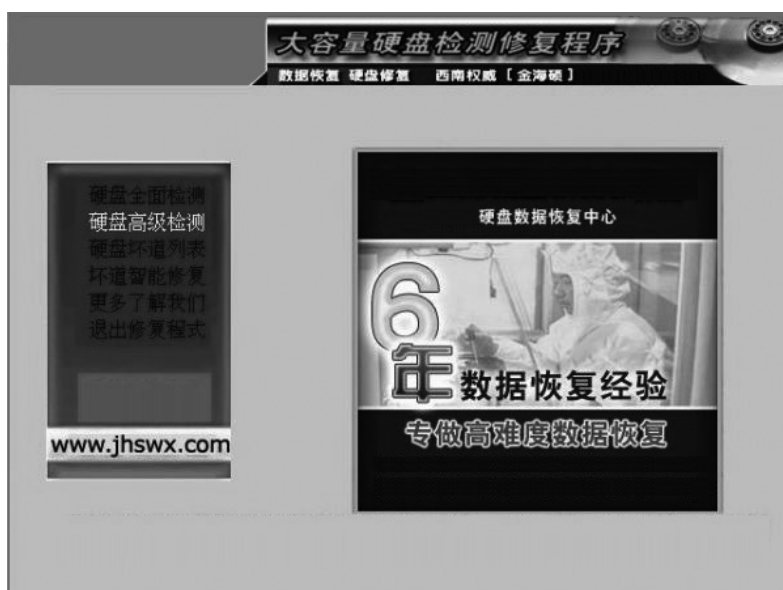 大容量硬盘检测修复程序
数据恢复 硬盘修复 西南权威 [ 金海硕 ]
硬盘全面检测
硬盘高级检测
硬盘坏道列表
坏道智能修复
更多了解我们
退出修复程式
www.jhswx.com
硬盘数据恢复中心
6年数据恢复经验
专做高难度数据恢复